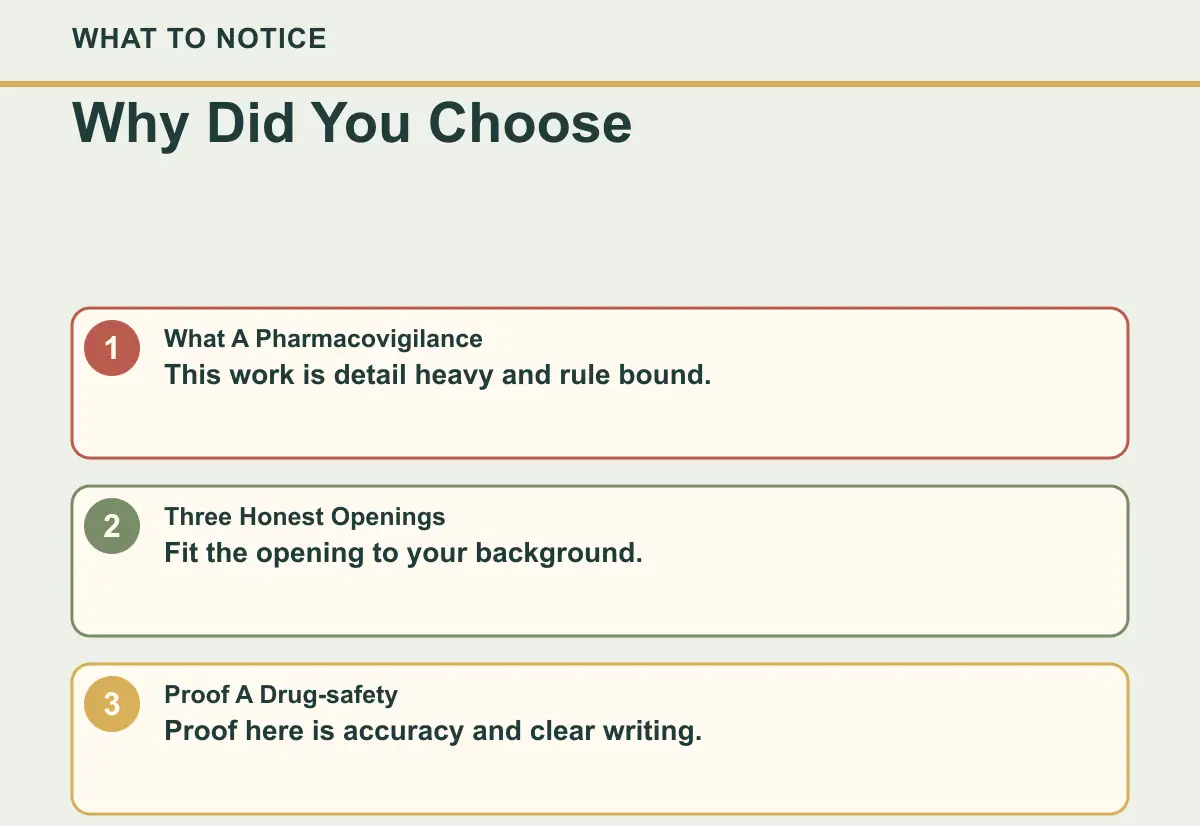 WHAT TO NOTICE
Why Did You Choose
1
What A Pharmacovigilance
This work is detail heavy and rule bound.
2
Three Honest Openings
Fit the opening to your background.
3
Proof A Drug-safety
Proof here is accuracy and clear writing.